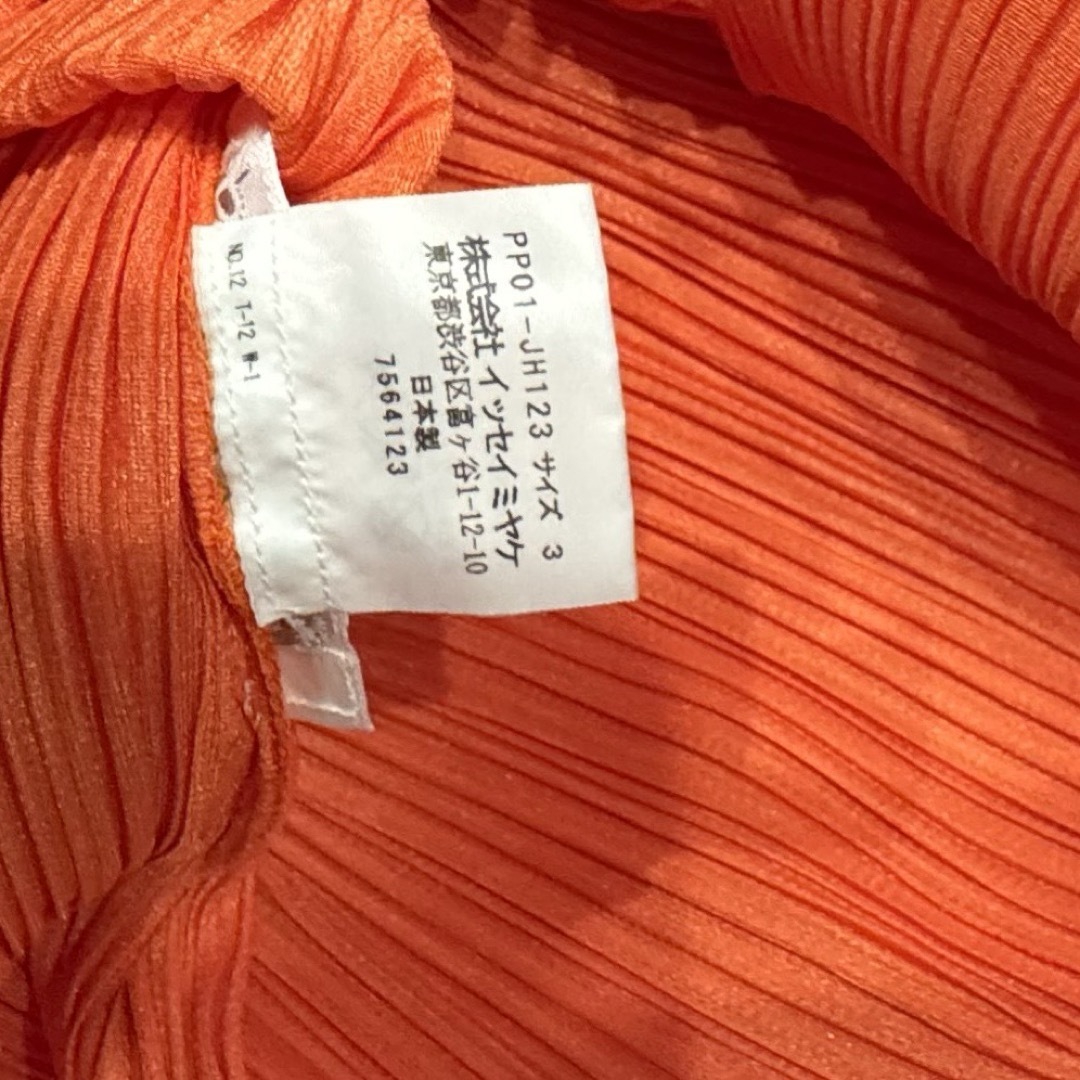 PP01-JH123 サイズ 3
株式会社 イッセイミヤケ
東京都渋谷区富ヶ谷1-12-10
日本製
7564123
NO.12 T-12 W-1